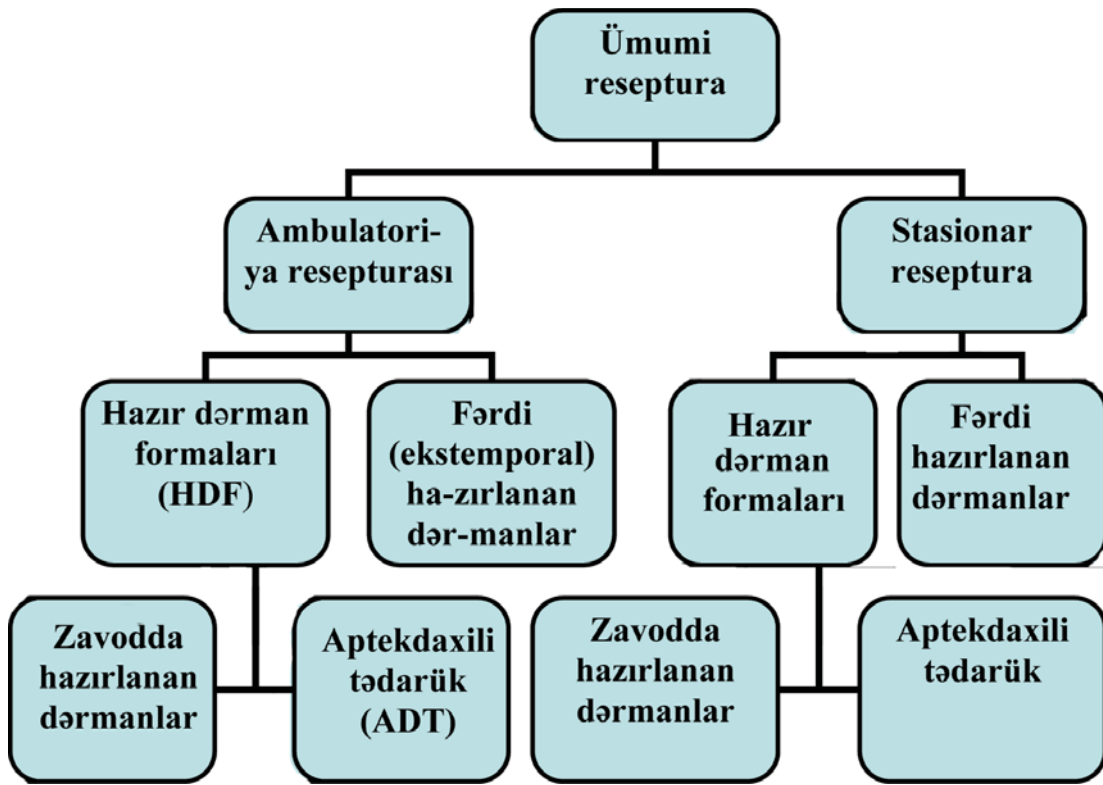 Ümumi
reseptura
Ambulatori-
ya resepturası
Stasionar
reseptura
Hazır dərman
formaları
(HDF)
Fərdi
(ekstemporal)
ha-zırlanan
dər-manlar
Hazır
dərman
formaları
Fərdi
hazırlanan
dərmanlar
Zavodda
hazırlanan
dərmanlar
Aptekdaxili
tədarük
(ADT)
Zavodda
hazırlanan
dərmanlar
Aptekdaxili
tədarük